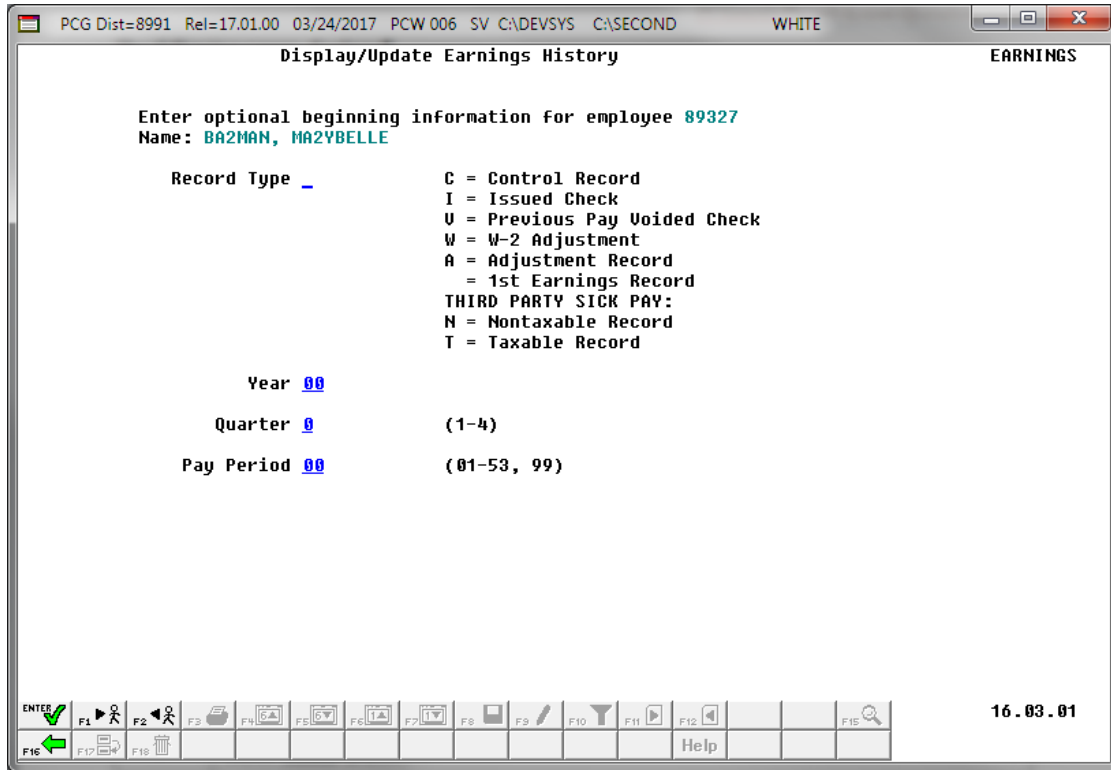 PCG Dist=8991 Rel=17.01.00 03/24/2017 PCW 006 SV C:\DEVSYS C:\SECOND WHITE
Display/Update Earnings History EARNINGS
Enter optional beginning information for employee 89327
Name: BA2MAN, MA2YBELLE
Record Type _ C = Control Record
I = Issued Check
V = Previous Pay Voided Check
W = W-2 Adjustment
A = Adjustment Record
= 1st Earnings Record
THIRD PARTY SICK PAY:
N = Nontaxable Record
T = Taxable Record
Year 00
Quarter 0 (1-4)
Pay Period 00 (01-53, 99)
ENTER F1 F2 F3 F4 6 F5 6 F6 1 F7 1 F8 F9 F10 F11 F12 F15 16.03.01
F16 F17 F18 Help